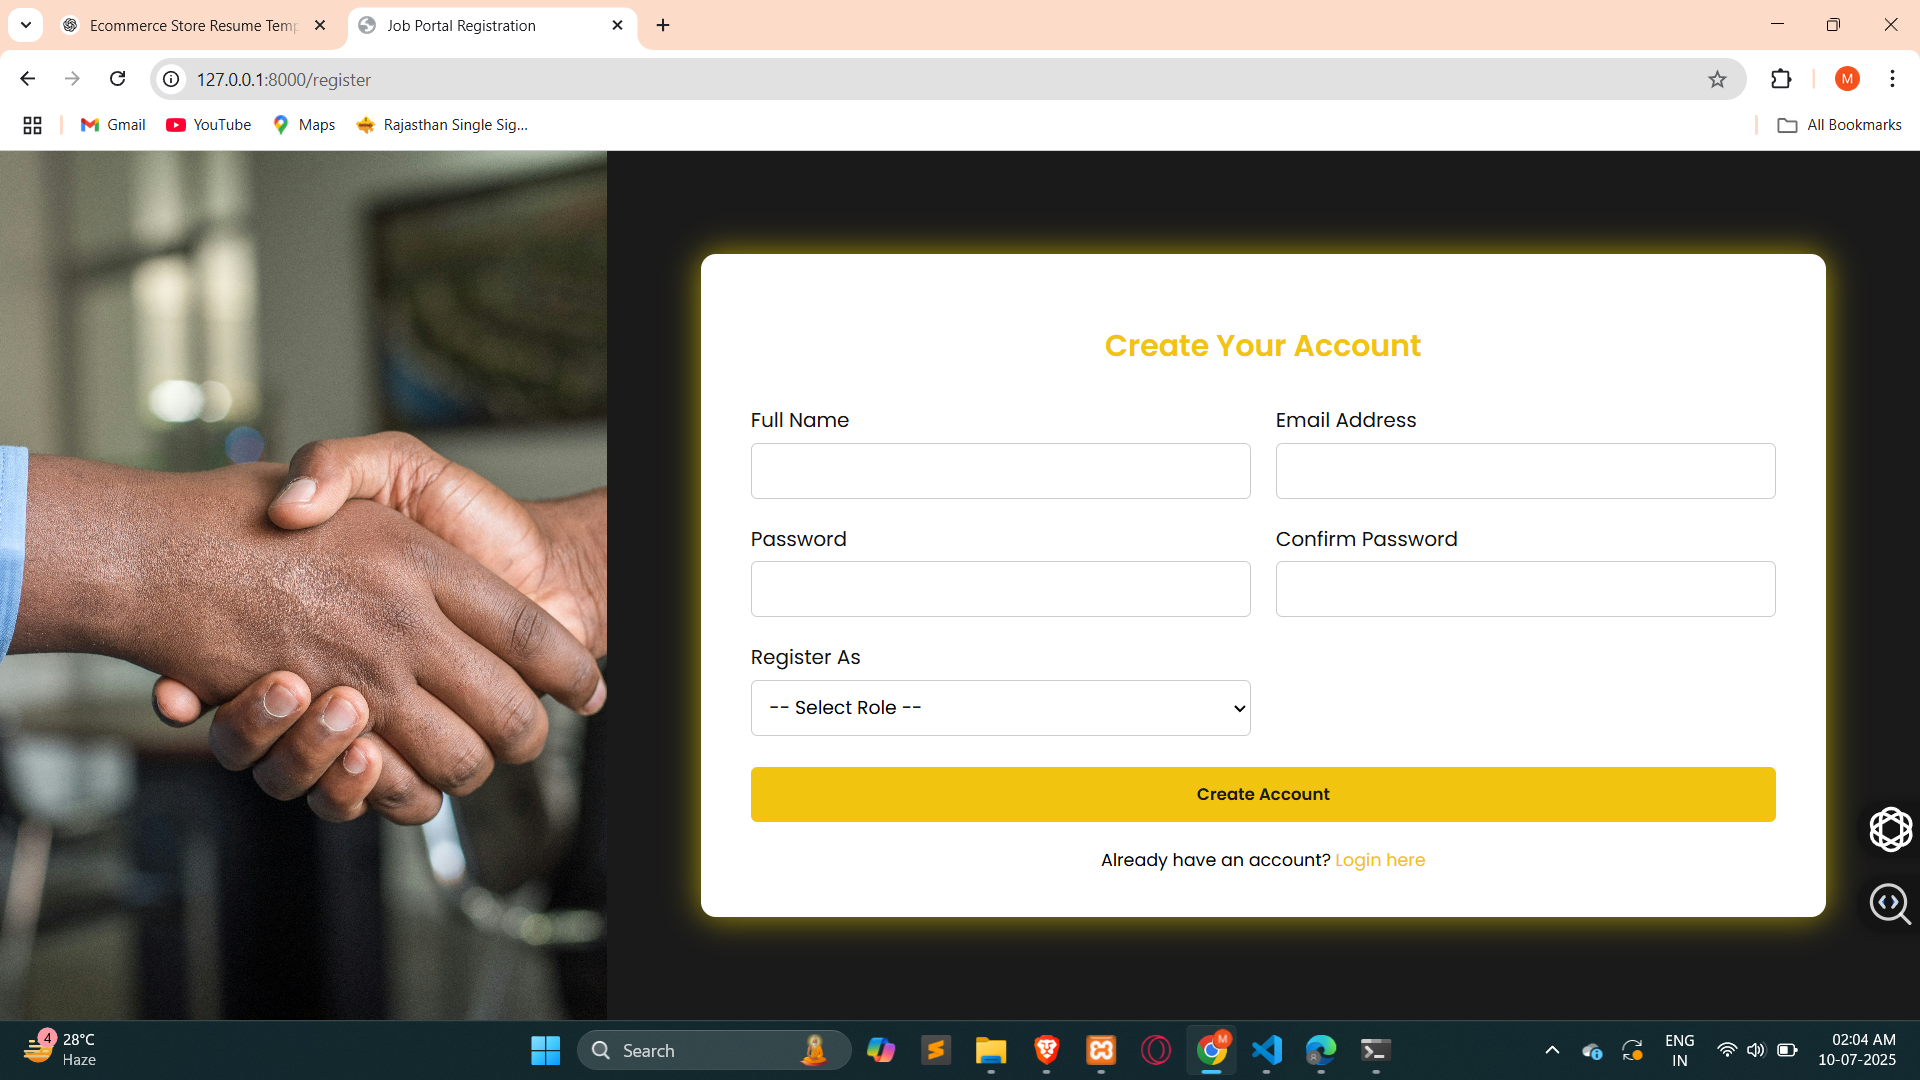 Ecommerce Store Resume Temp
Job Portal Registration
127.0.0.1:8000/register
M
Gmail
YouTube
Maps
Rajasthan Single Sig...
All Bookmarks
Create Your Account
Full Name
Email Address
Password
Confirm Password
Register As
-- Select Role --
Create Account
Already have an account? Login here
4
28°C
Haze
Search
M
ENG
IN
02:04 AM
10-07-2025